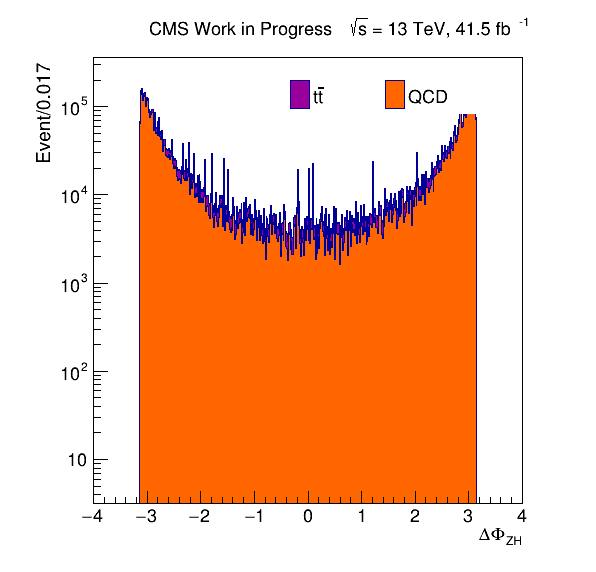 CMS Work in Progress √s = 13 TeV, 41.5 fb⁻¹
Event/0.017
tt̄ QCD
10⁵
10⁴
10³
10²
10
−4 −3 −2 −1 0 1 2 3 4
ΔΦ_ZH